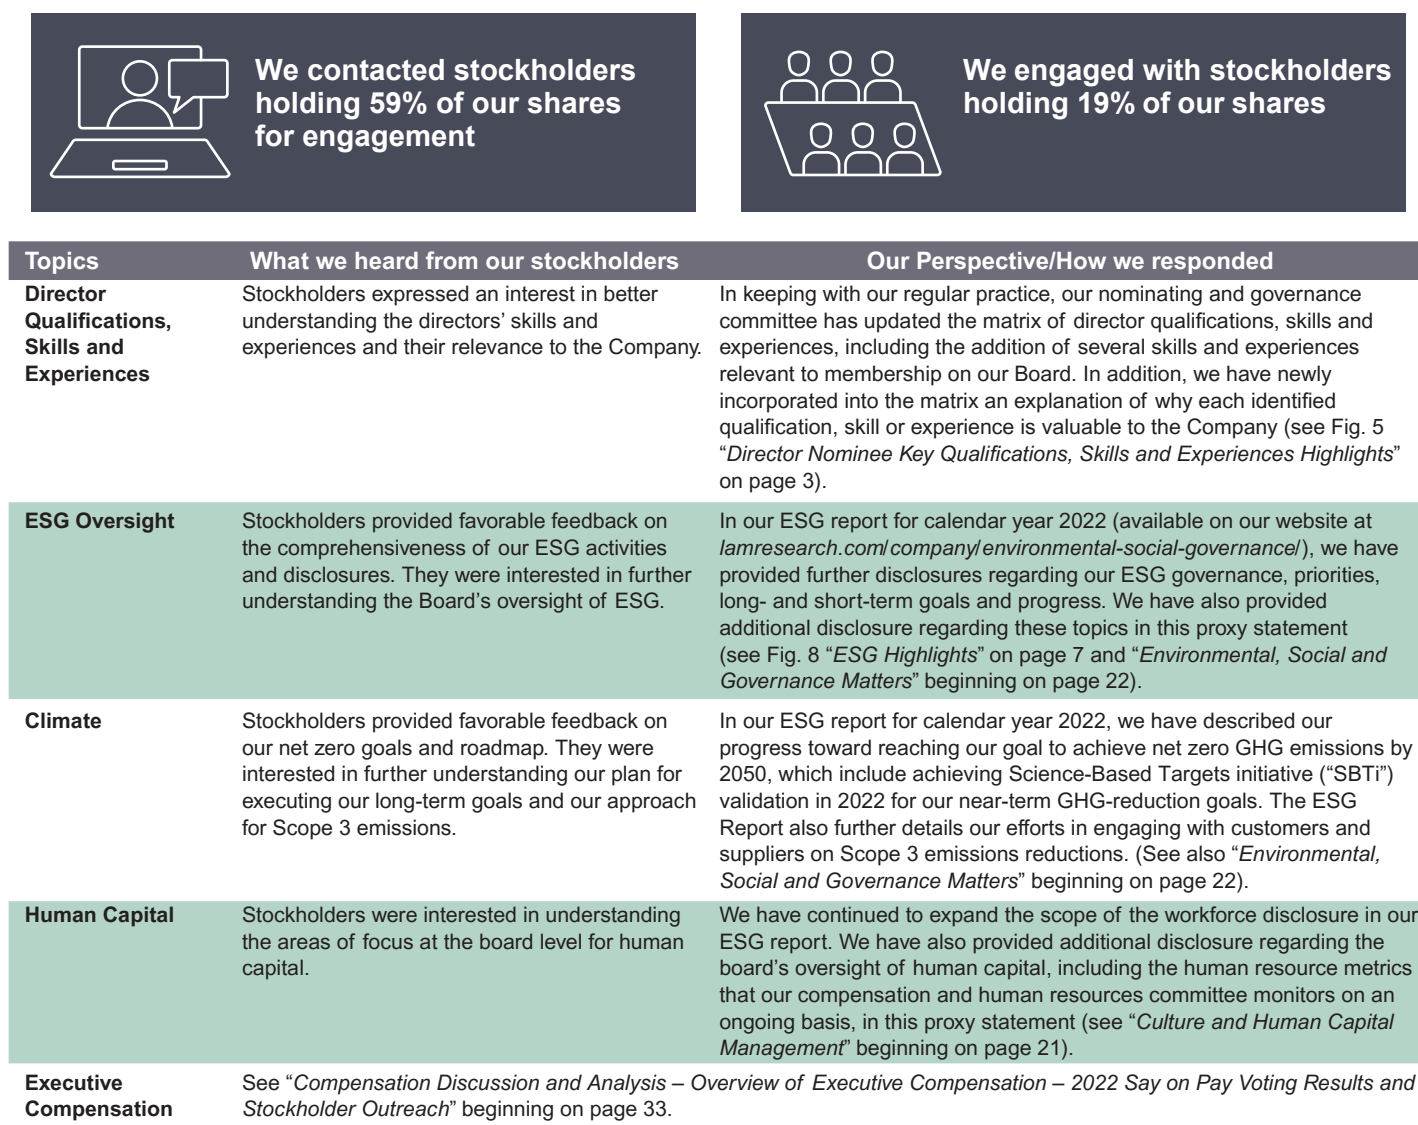 We contacted stockholders
holding 59% of our shares
for engagement
We engaged with stockholders
holding 19% of our shares
Topics
What we heard from our stockholders
Our Perspective/How we responded
Director
Qualifications,
Skills and
Experiences
Stockholders expressed an interest in better
understanding the directors’ skills and
experiences and their relevance to the Company.
In keeping with our regular practice, our nominating and governance
committee has updated the matrix of director qualifications, skills and
experiences, including the addition of several skills and experiences
relevant to membership on our Board. In addition, we have newly
incorporated into the matrix an explanation of why each identified
qualification, skill or experience is valuable to the Company (see Fig. 5
“Director Nominee Key Qualifications, Skills and Experiences Highlights”
on page 3).
ESG Oversight
Stockholders provided favorable feedback on
the comprehensiveness of our ESG activities
and disclosures. They were interested in further
understanding the Board’s oversight of ESG.
In our ESG report for calendar year 2022 (available on our website at
lamresearch.com/company/environmental-social-governance/), we have
provided further disclosures regarding our ESG governance, priorities,
long- and short-term goals and progress. We have also provided
additional disclosure regarding these topics in this proxy statement
(see Fig. 8 “ESG Highlights” on page 7 and “Environmental, Social and
Governance Matters” beginning on page 22).
Climate
Stockholders provided favorable feedback on
our net zero goals and roadmap. They were
interested in further understanding our plan for
executing our long-term goals and our approach
for Scope 3 emissions.
In our ESG report for calendar year 2022, we have described our
progress toward reaching our goal to achieve net zero GHG emissions by
2050, which include achieving Science-Based Targets initiative (“SBTi”)
validation in 2022 for our near-term GHG-reduction goals. The ESG
Report also further details our efforts in engaging with customers and
suppliers on Scope 3 emissions reductions. (See also “Environmental,
Social and Governance Matters” beginning on page 22).
Human Capital
Stockholders were interested in understanding
the areas of focus at the board level for human
capital.
We have continued to expand the scope of the workforce disclosure in our
ESG report. We have also provided additional disclosure regarding the
board’s oversight of human capital, including the human resource metrics
that our compensation and human resources committee monitors on an
ongoing basis, in this proxy statement (see “Culture and Human Capital
Management” beginning on page 21).
Executive
Compensation
See “Compensation Discussion and Analysis – Overview of Executive Compensation – 2022 Say on Pay Voting Results and
Stockholder Outreach” beginning on page 33.